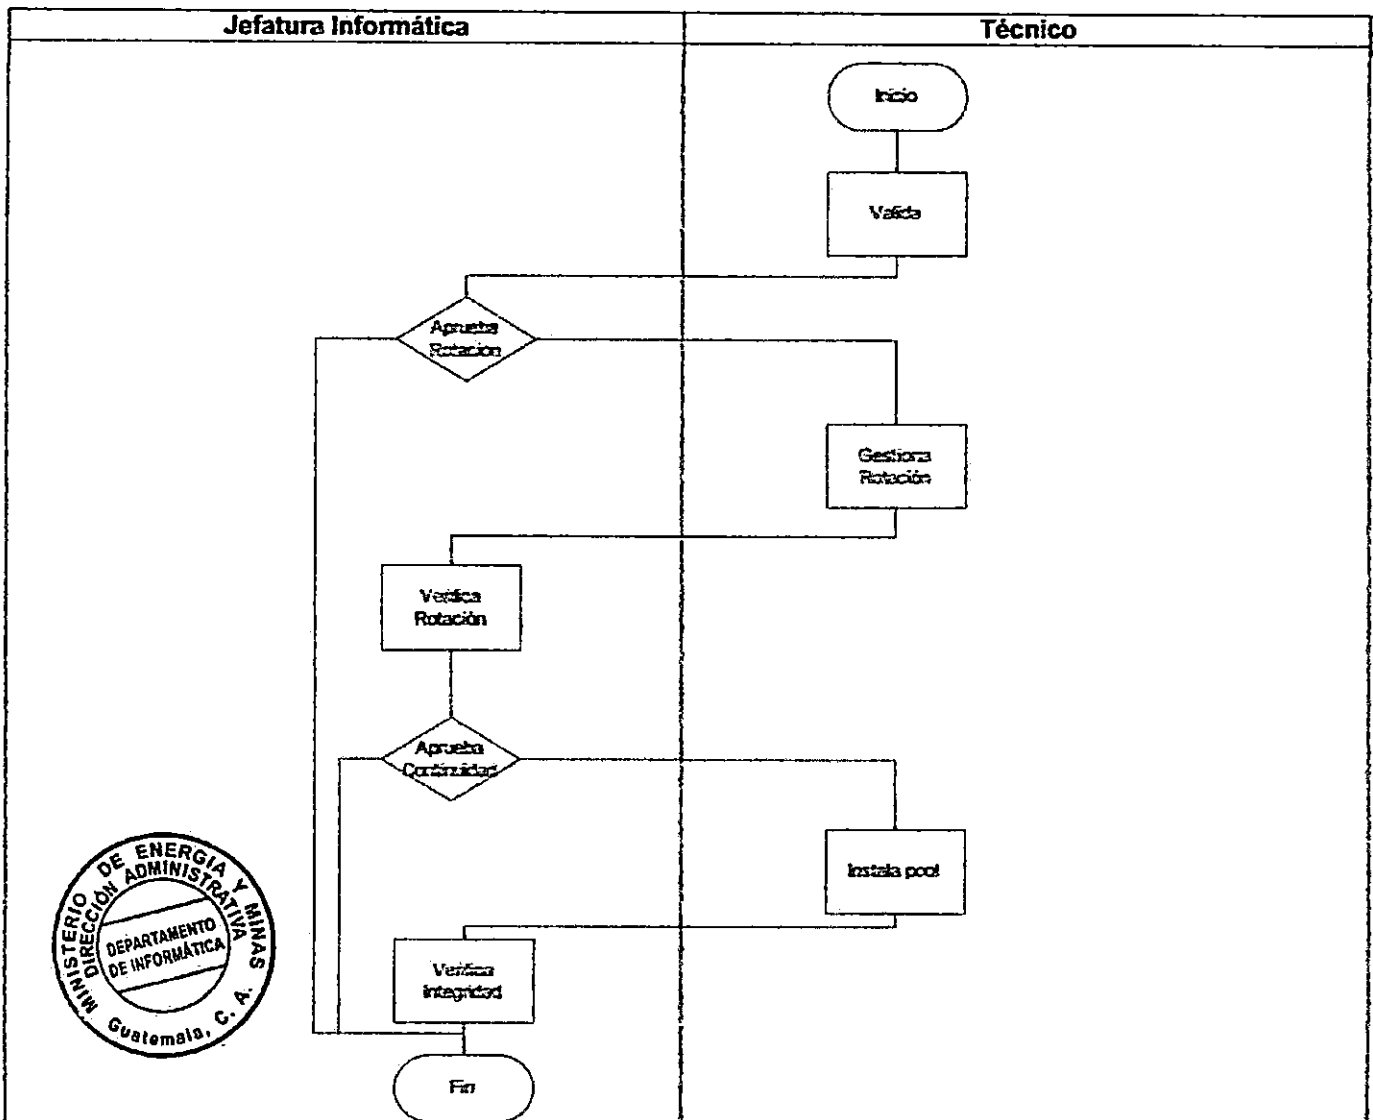 Jefatura Informática
Técnico
Inicio
Valida
Aprueba
Rotación
Gestiona
Rotación
Verifica
Rotación
Aprueba
Continuidad
Instala pool
Verifica
Integridad
Fin
MINISTERIO DE ENERGIA Y MINAS
DIRECCIÓN ADMINISTRATIVA
DEPARTAMENTO
DE INFORMÁTICA
Guatemala, C. A.